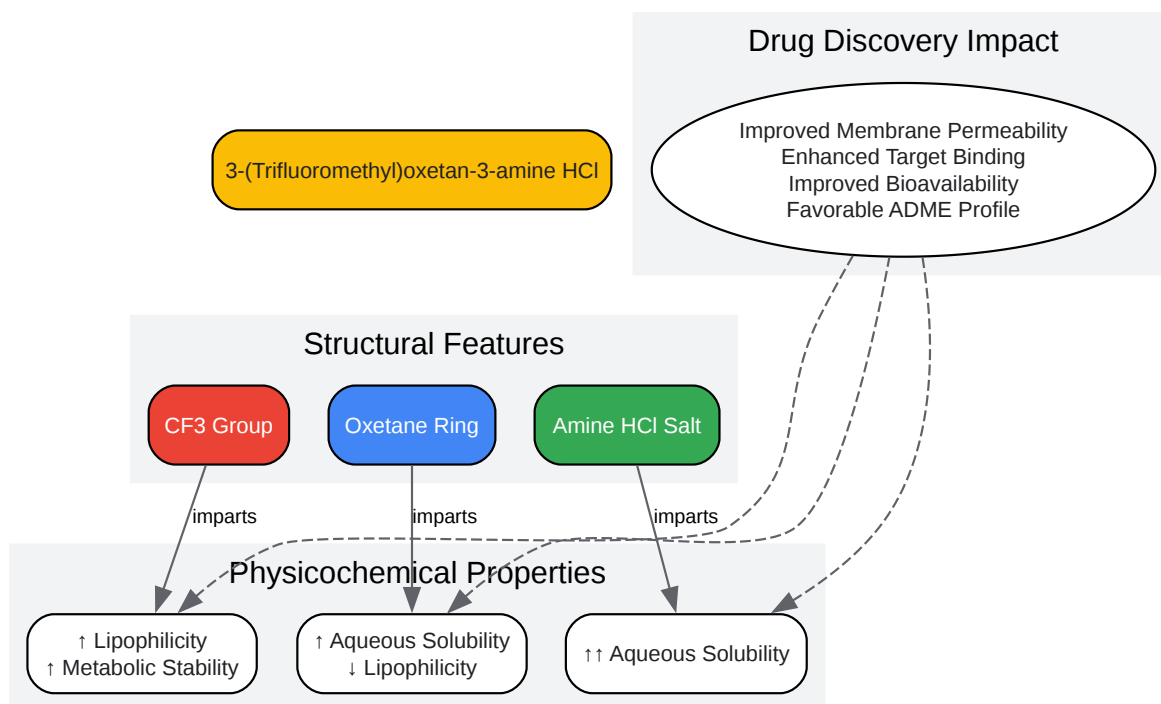 Drug Discovery Impact
Improved Membrane Permeability
Enhanced Target Binding
Improved Bioavailability
Favorable ADME Profile
3-(Trifluoromethyl)oxetan-3-amine HCl
Structural Features
CF3 Group
Oxetane Ring
Amine HCl Salt
imparts
imparts
imparts
Physicochemical Properties
↑ Lipophilicity
↑ Metabolic Stability
↑ Aqueous Solubility
↓ Lipophilicity
↑↑ Aqueous Solubility